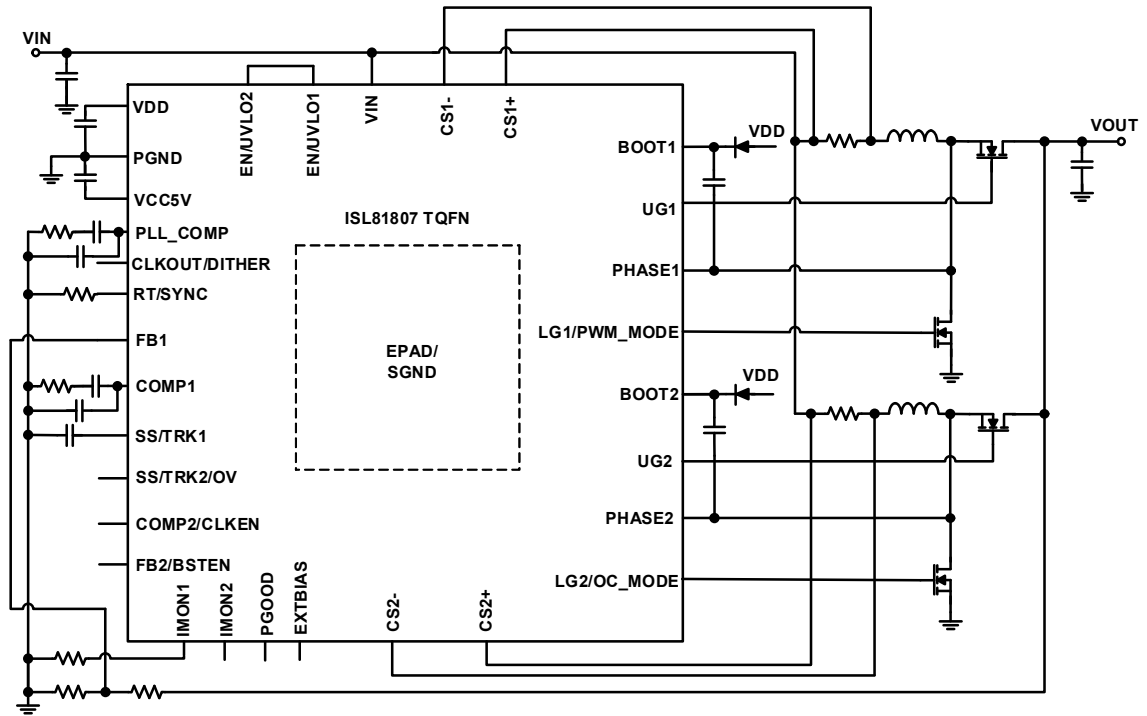 VIN
EN/UVLO2
EN/UVLO1
VIN
CS1-
CS1+
VDD
PGND
VCC5V
PLL_COMP
CLKOUT/DITHER
RT/SYNC
FB1
COMP1
SS/TRK1
SS/TRK2/OV
COMP2/CLKEN
FB2/BSTEN
IMON1
IMON2
PGOOD
EXTBIAS
CS2-
CS2+
ISL81807 TQFN
EPAD/
SGND
BOOT1
VDD
UG1
PHASE1
LG1/PWM_MODE
BOOT2
VDD
UG2
PHASE2
LG2/OC_MODE
VOUT